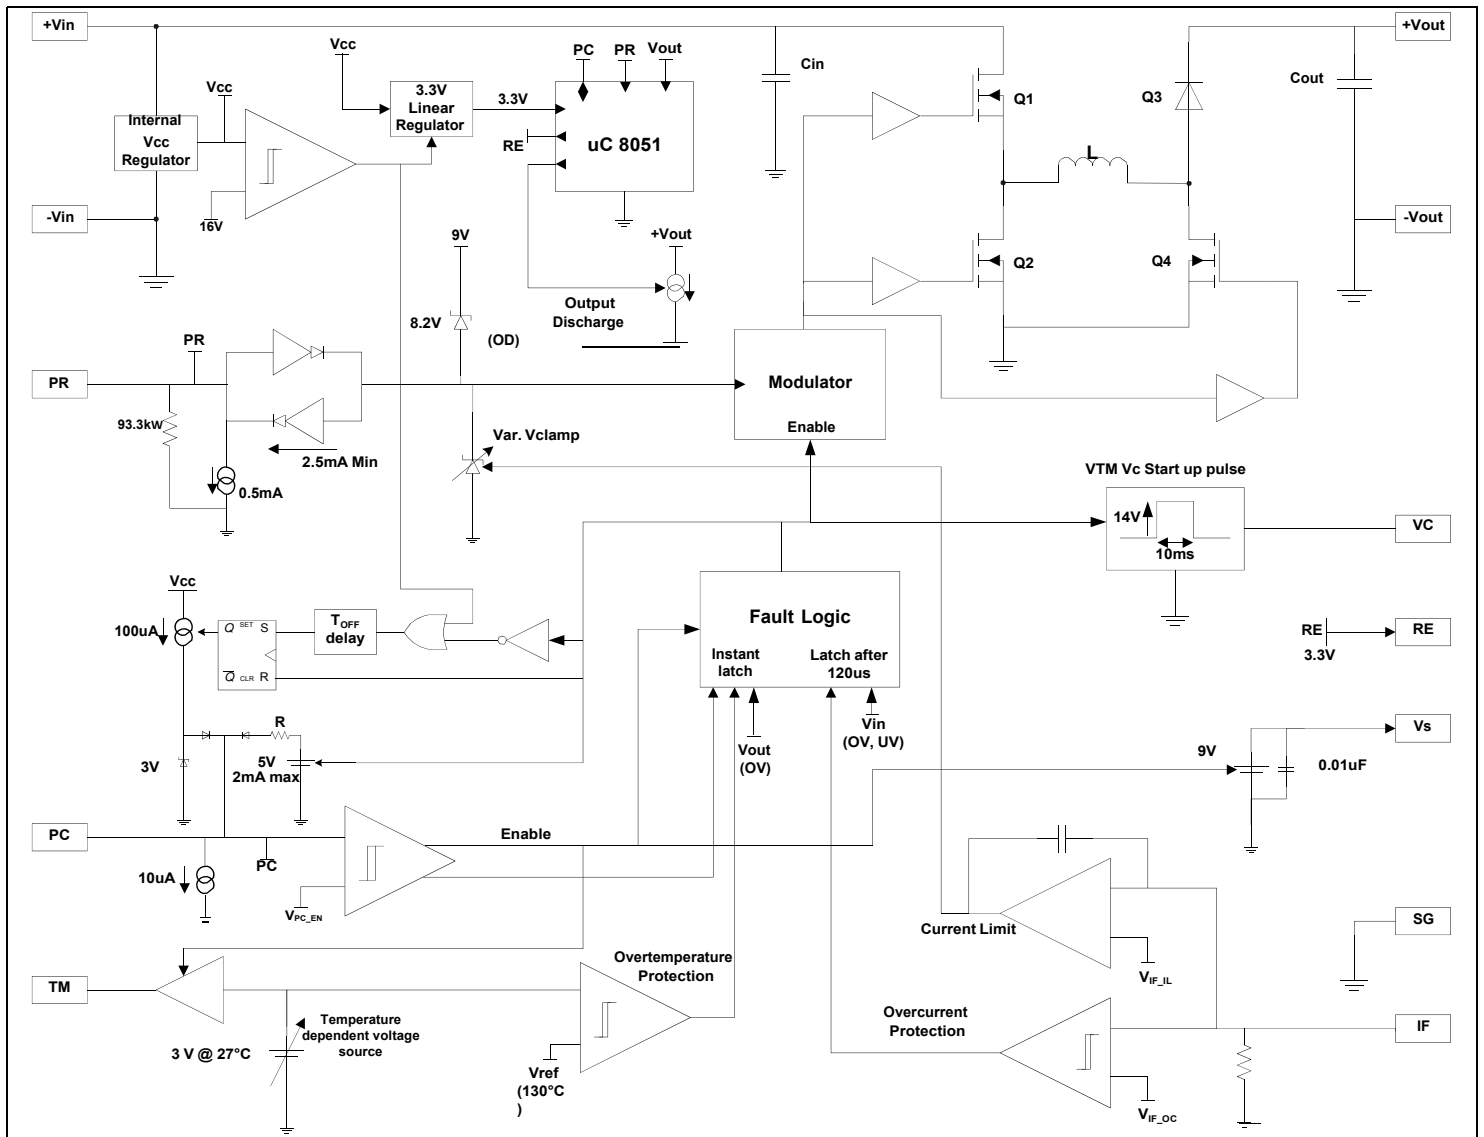 +Vin
+Vout
Vcc
PC
PR
Vout
Cin
Cout
Vcc
3.3V
Linear
Regulator
3.3V
Q1
Q3
Internal
Vcc
Regulator
uC 8051
RE
L
-Vin
16V
-Vout
9V
+Vout
Q2
Q4
8.2V
(OD)
Output
Discharge
PR
PR
Modulator
Enable
93.3kW
2.5mA Min
0.5mA
Var. Vclamp
VTM Vc Start up pulse
14V
10ms
VC
Vcc
100uA
Q
SET
S
Q
CLR
R
TOFF
delay
Fault Logic
Instant
latch
Latch after
120us
RE
3.3V
RE
R
Vout
(OV)
Vin
(OV, UV)
3V
5V
2mA max
9V
0.01uF
Vs
PC
PC
Enable
10uA
VPC_EN
Current Limit
VIF_IL
SG
TM
Overtemperature
Protection
Temperature
dependent voltage
source
3 V @ 27°C
Vref
(130°C
)
Overcurrent
Protection
VIF_OC
IF